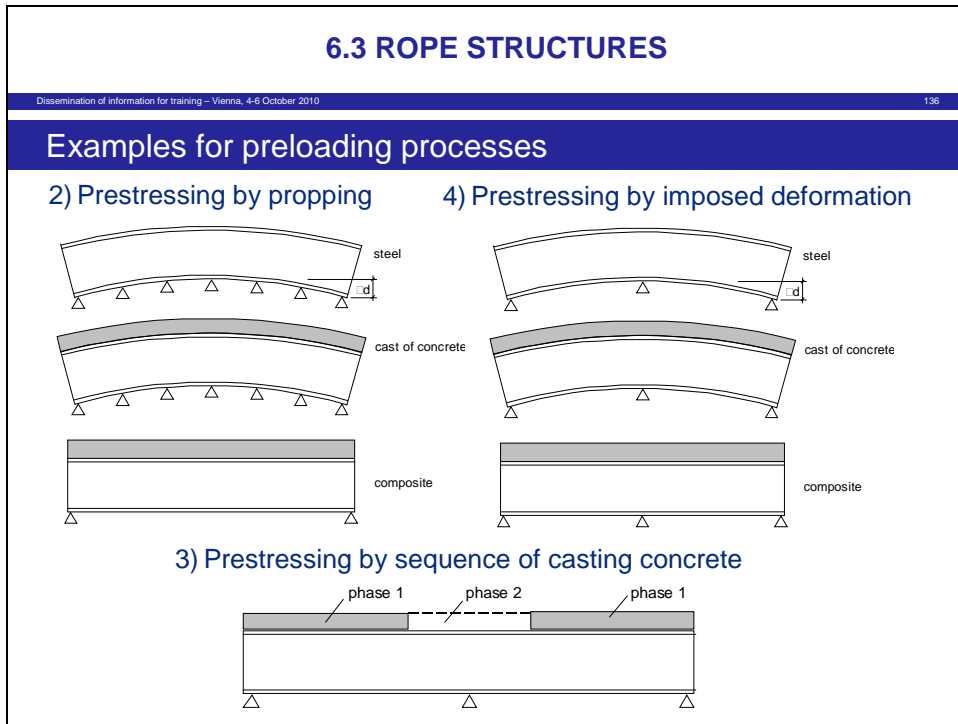 6.3 ROPE STRUCTURES
Dissemination of information for training – Vienna, 4-6 October 2010 136
Examples for preloading processes
2) Prestressing by propping
steel
□d
cast of concrete
composite
4) Prestressing by imposed deformation
steel
□d
cast of concrete
composite
3) Prestressing by sequence of casting concrete
phase 1 phase 2 phase 1